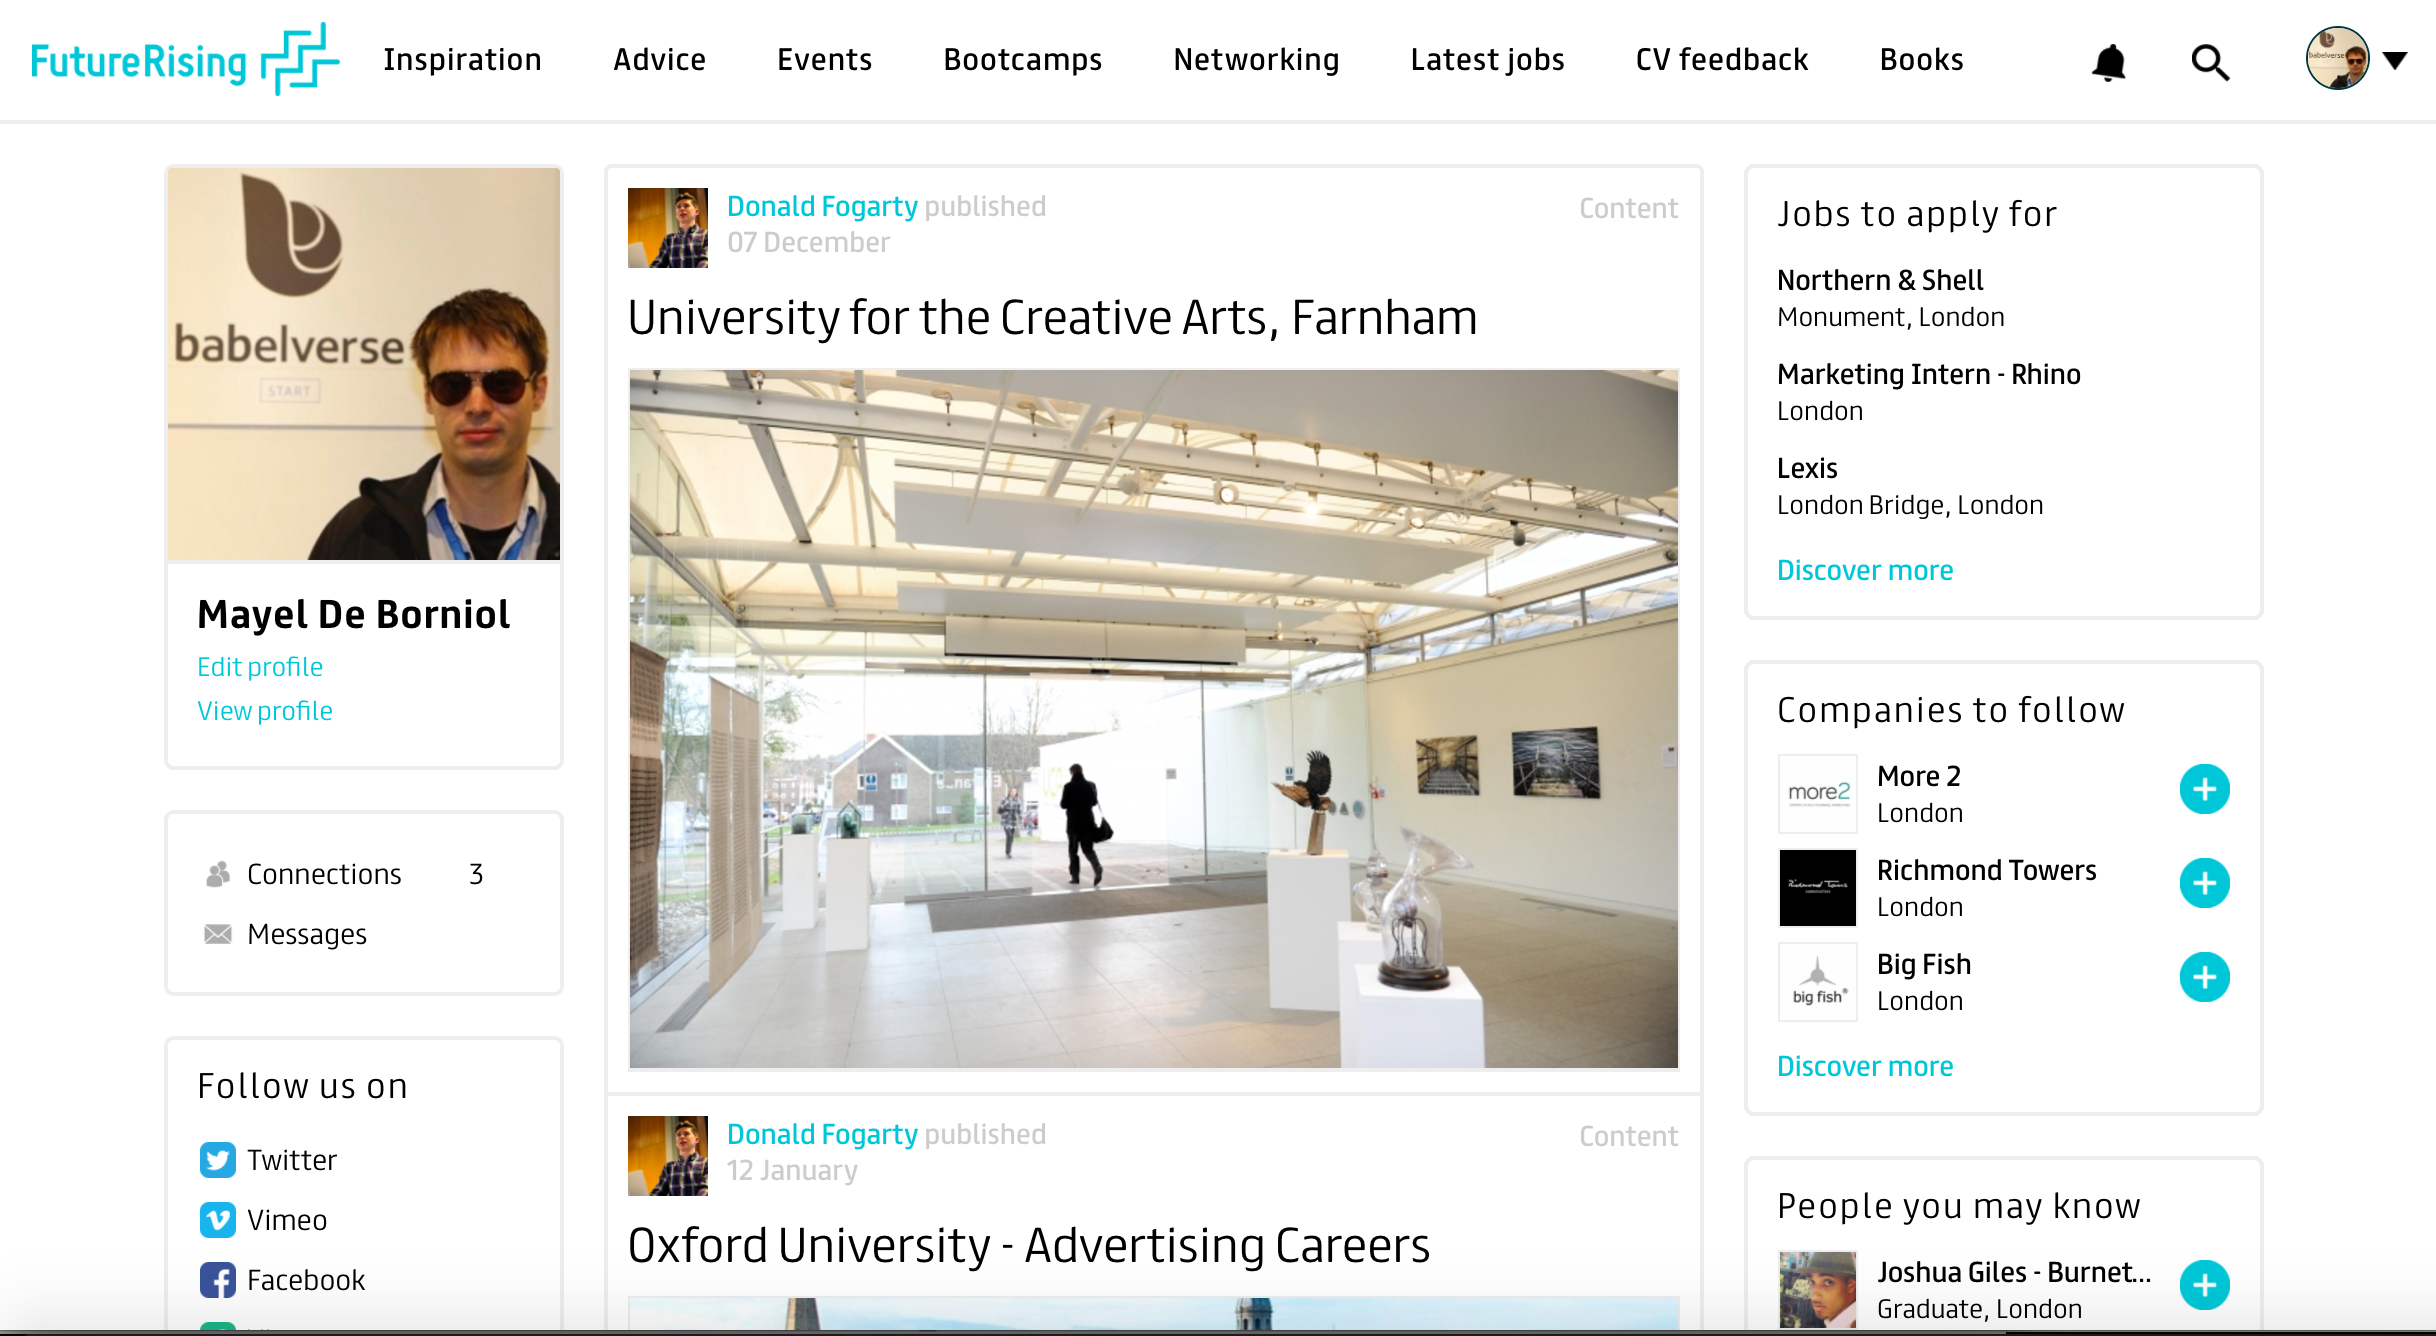 FutureRising
Inspiration
Advice
Events
Bootcamps
Networking
Latest jobs
CV feedback
Books
babelverse
START
Mayel De Borniol
Edit profile
View profile
Connections 3
Messages
Follow us on
Twitter
Vimeo
Facebook
Donald Fogarty published
Content
07 December
University for the Creative Arts, Farnham
Donald Fogarty published
Content
12 January
Oxford University - Advertising Careers
Jobs to apply for
Northern & Shell
Monument, London
Marketing Intern - Rhino
London
Lexis
London Bridge, London
Discover more
Companies to follow
more2
More 2
London
Richmond Towers
Richmond Towers
London
big fish®
Big Fish
London
Discover more
People you may know
Joshua Giles - Burnet...
Graduate, London